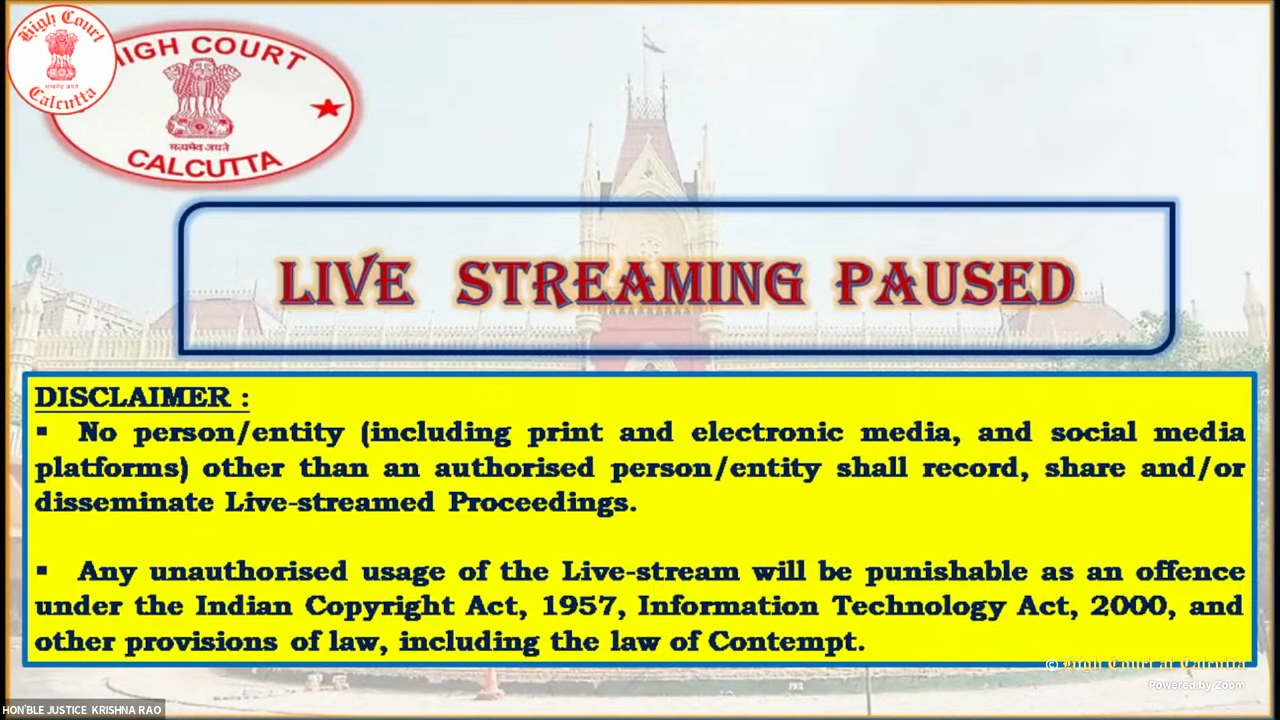 High Court
Calcutta
HIGH COURT
सत्यमेव जयते
CALCUTTA
LIVE STREAMING PAUSED
DISCLAIMER :
▪ No person/entity (including print and electronic media, and social media
platforms) other than an authorised person/entity shall record, share and/or
disseminate Live-streamed Proceedings.
▪ Any unauthorised usage of the Live-stream will be punishable as an offence
under the Indian Copyright Act, 1957, Information Technology Act, 2000, and
other provisions of law, including the law of Contempt.
© High Court at Calcutta
Powered by Zoom
HON'BLE JUSTICE KRISHNA RAO